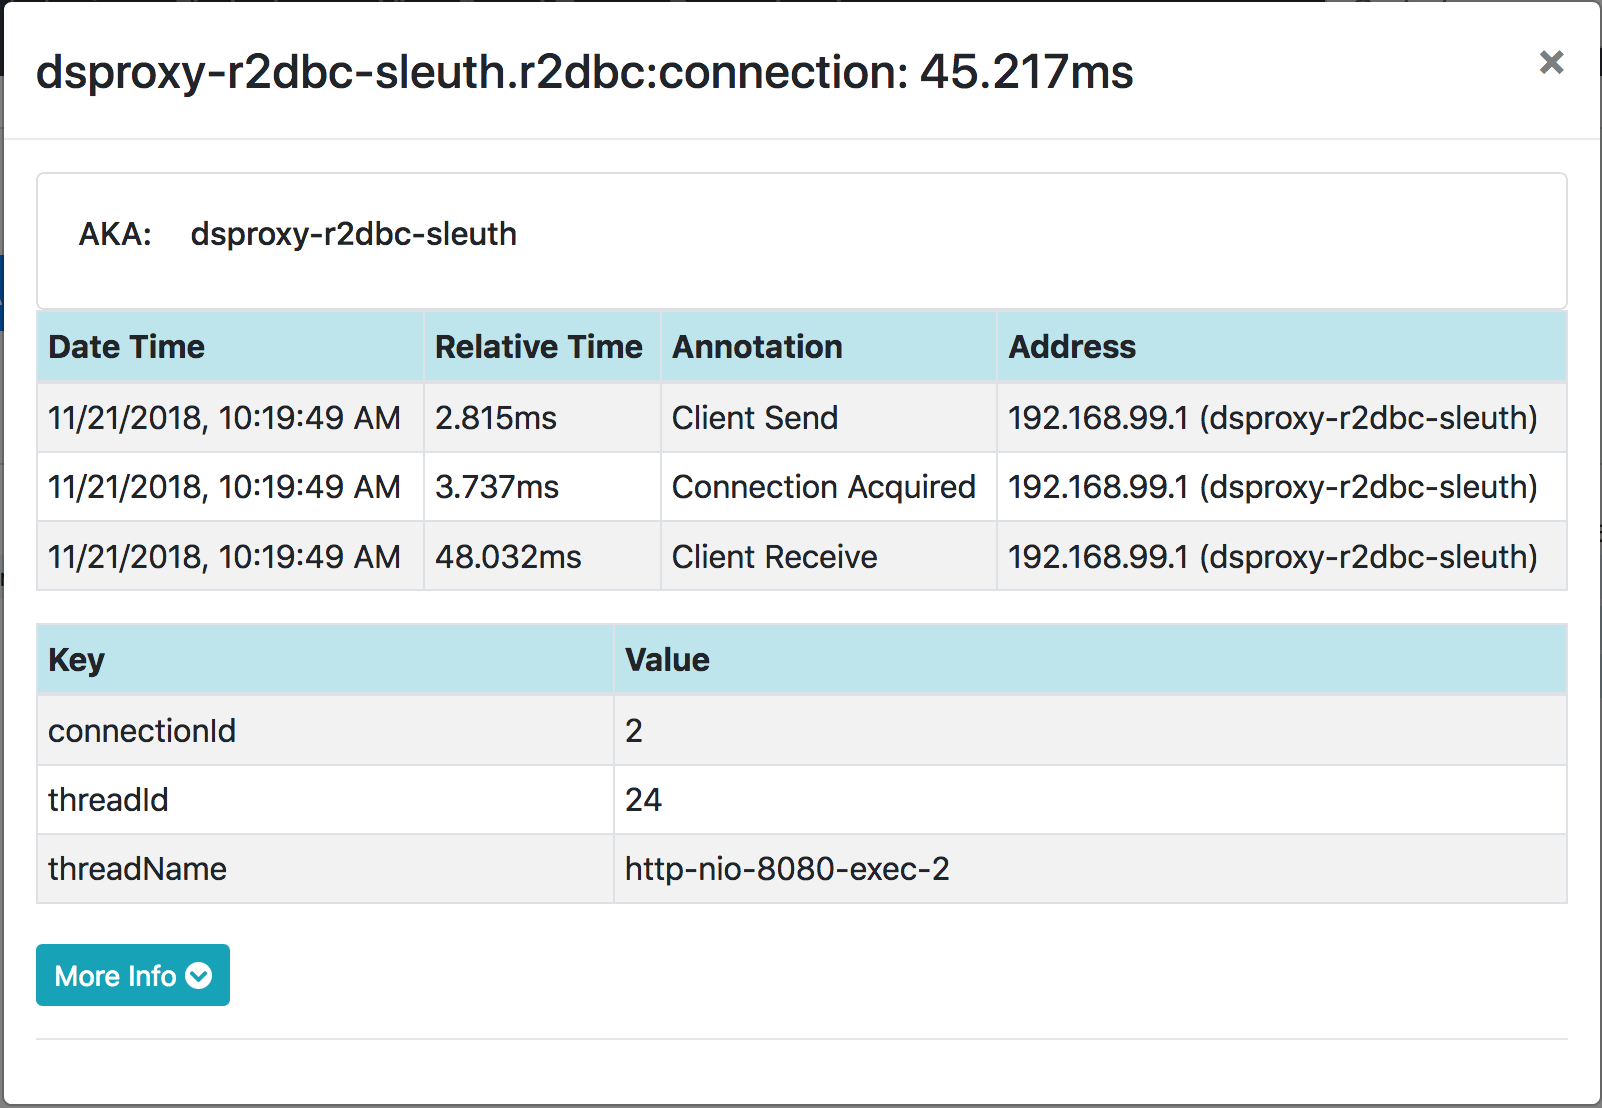 dsproxy-r2dbc-sleuth.r2dbc:connection: 45.217ms ×
AKA: dsproxy-r2dbc-sleuth
Date Time Relative Time Annotation Address
11/21/2018, 10:19:49 AM 2.815ms Client Send 192.168.99.1 (dsproxy-r2dbc-sleuth)
11/21/2018, 10:19:49 AM 3.737ms Connection Acquired 192.168.99.1 (dsproxy-r2dbc-sleuth)
11/21/2018, 10:19:49 AM 48.032ms Client Receive 192.168.99.1 (dsproxy-r2dbc-sleuth)
Key Value
connectionId 2
threadId 24
threadName http-nio-8080-exec-2
More Info